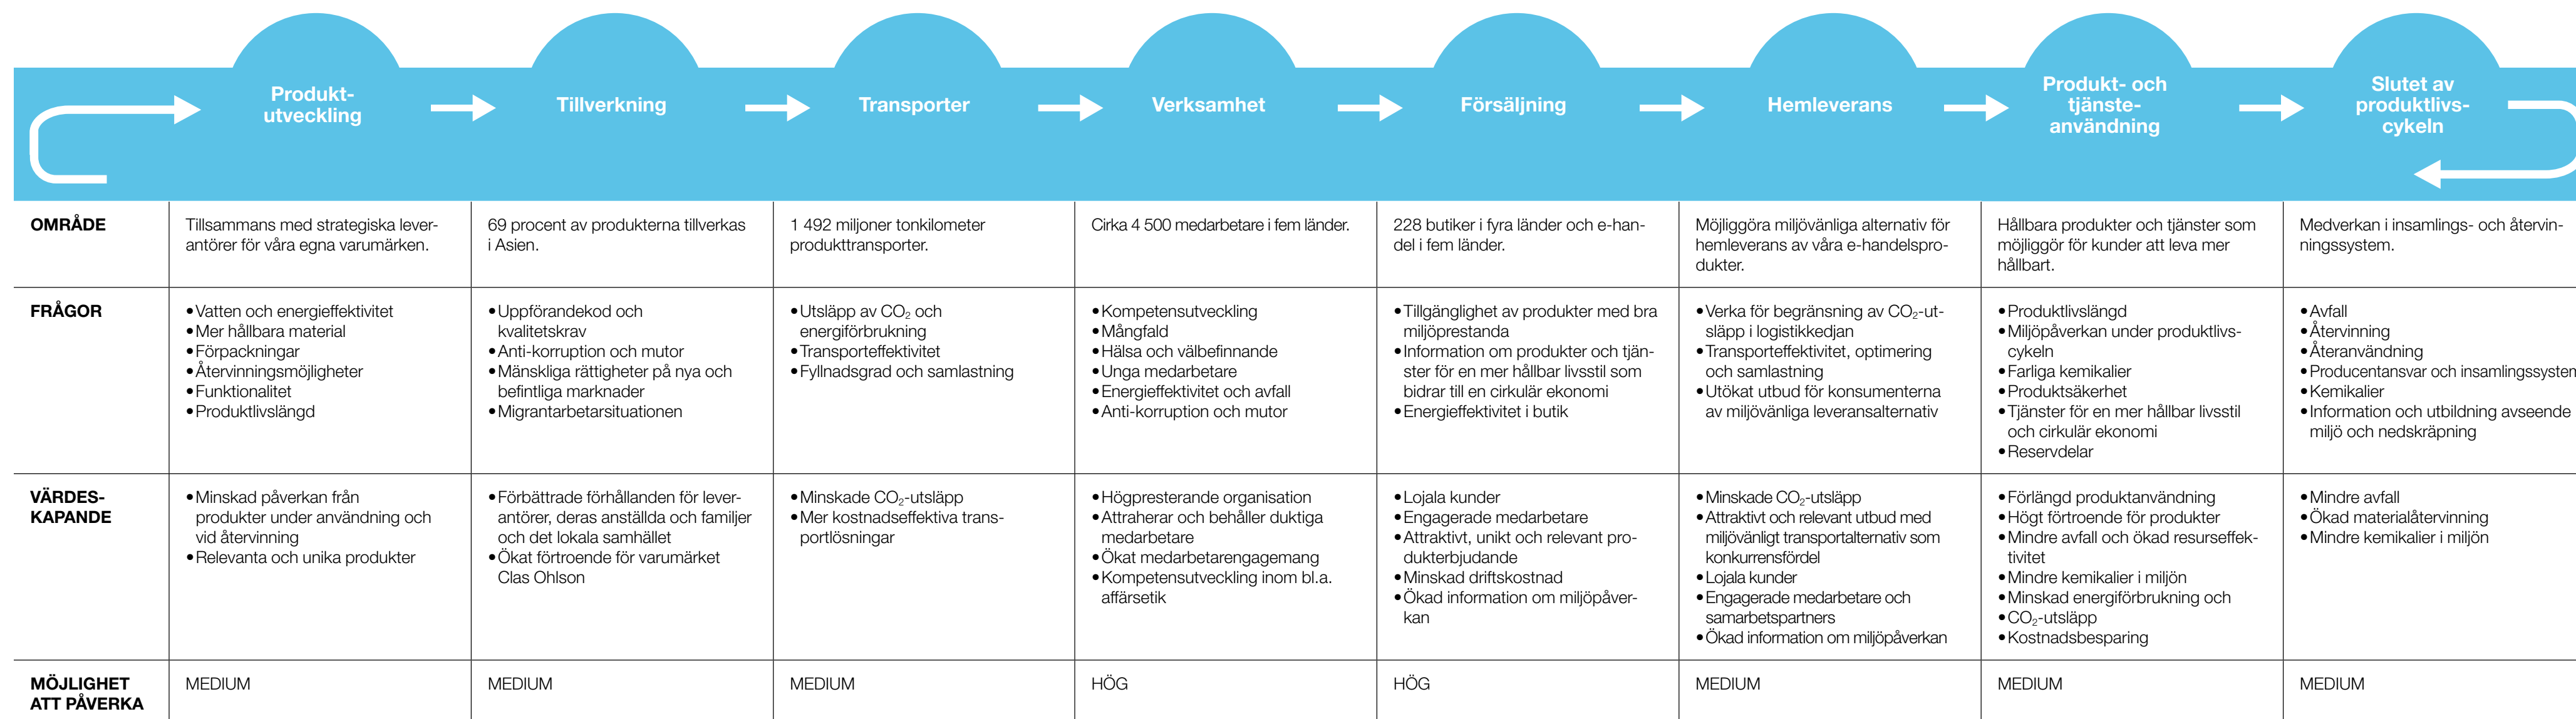 Produkt-
utveckling
Tillverkning
Transporter
Verksamhet
Försäljning
Hemleverans
Produkt- och
tjänste-
användning
Slutet av
produktlivs-
cykeln
OMRÅDE
Tillsammans med strategiska lever-
antörer för våra egna varumärken.
69 procent av produkterna tillverkas
i Asien.
1 492 miljoner tonkilometer
produkttransporter.
Cirka 4 500 medarbetare i fem länder.
228 butiker i fyra länder och e-han-
del i fem länder.
Möjliggöra miljövänliga alternativ för
hemleverans av våra e-handelspro-
dukter.
Hållbara produkter och tjänster som
möjliggör för kunder att leva mer
hållbart.
Medverkan i insamlings- och återvin-
ningssystem.
FRÅGOR
• Vatten och energieffektivitet
• Mer hållbara material
• Förpackningar
• Återvinningsmöjligheter
• Funktionalitet
• Produktlivslängd
• Uppförandekod och
kvalitetskrav
• Anti-korruption och mutor
• Mänskliga rättigheter på nya och
befintliga marknader
• Migrantarbetarsituationen
• Utsläpp av CO₂ och
energiförbrukning
• Transporteffektivitet
• Fyllnadsgrad och samlastning
• Kompetensutveckling
• Mångfald
• Hälsa och välbefinnande
• Unga medarbetare
• Energieffektivitet och avfall
• Anti-korruption och mutor
• Tillgänglighet av produkter med bra
miljöprestanda
• Information om produkter och tjän-
ster för en mer hållbar livsstil som
bidrar till en cirkulär ekonomi
• Energieffektivitet i butik
• Verka för begränsning av CO₂-ut-
släpp i logistikkedjan
• Transporteffektivitet, optimering
och samlastning
• Utökat utbud för konsumenterna
av miljövänliga leveransalternativ
• Produktlivslängd
• Miljöpåverkan under produktlivs-
cykeln
• Farliga kemikalier
• Produktsäkerhet
• Tjänster för en mer hållbar livsstil
och cirkulär ekonomi
• Reservdelar
• Avfall
• Återvinning
• Återanvändning
• Producentansvar och insamlingssystem
• Kemikalier
• Information och utbildning avseende
miljö och nedskräpning
VÄRDES-
KAPANDE
• Minskad påverkan från
produkter under användning och
vid återvinning
• Relevanta och unika produkter
• Förbättrade förhållanden för lever-
antörer, deras anställda och familjer
och det lokala samhället
• Ökat förtroende för varumärket
Clas Ohlson
• Minskade CO₂-utsläpp
• Mer kostnadseffektiva trans-
portlösningar
• Högpresterande organisation
• Attraherar och behåller duktiga
medarbetare
• Ökat medarbetarengagemang
• Kompetensutveckling inom bl.a.
affärsetik
• Lojala kunder
• Engagerade medarbetare
• Attraktivt, unikt och relevant pro-
dukterbjudande
• Minskad driftskostnad
• Ökad information om miljöpåver-
kan
• Minskade CO₂-utsläpp
• Attraktivt och relevant utbud med
miljövänligt transportalternativ som
konkurrensfördel
• Lojala kunder
• Engagerade medarbetare och
samarbetspartners
• Ökad information om miljöpåverkan
• Förlängd produktanvändning
• Högt förtroende för produkter
• Mindre avfall och ökad resurseffek-
tivitet
• Mindre kemikalier i miljön
• Minskad energiförbrukning och
• CO₂-utsläpp
• Kostnadsbesparing
• Mindre avfall
• Ökad materialåtervinning
• Mindre kemikalier i miljön
MÖJLIGHET
ATT PÅVERKA
MEDIUM
MEDIUM
MEDIUM
HÖG
HÖG
MEDIUM
MEDIUM
MEDIUM